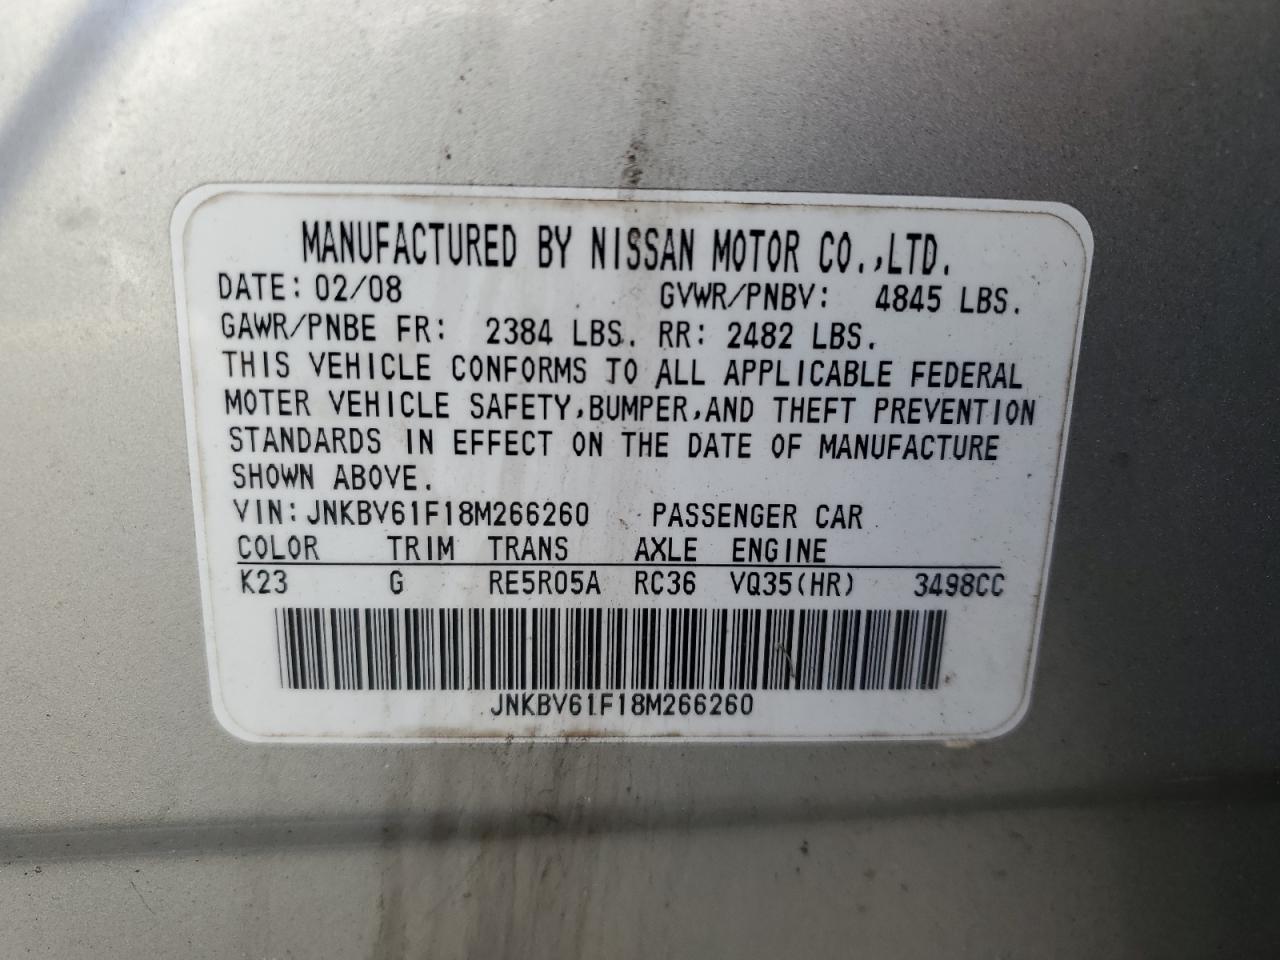 MANUFACTURED BY NISSAN MOTOR CO.,LTD.
DATE: 02/08 GVWR/PNBV: 4845 LBS.
GAWR/PNBE FR: 2384 LBS. RR: 2482 LBS.
THIS VEHICLE CONFORMS TO ALL APPLICABLE FEDERAL
MOTER VEHICLE SAFETY,BUMPER,AND THEFT PREVENTION
STANDARDS IN EFFECT ON THE DATE OF MANUFACTURE
SHOWN ABOVE.
VIN: JNKBV61F18M266260 PASSENGER CAR
COLOR TRIM TRANS AXLE ENGINE
K23 G RE5R05A RC36 VQ35(HR) 3498CC
JNKBV61F18M266260